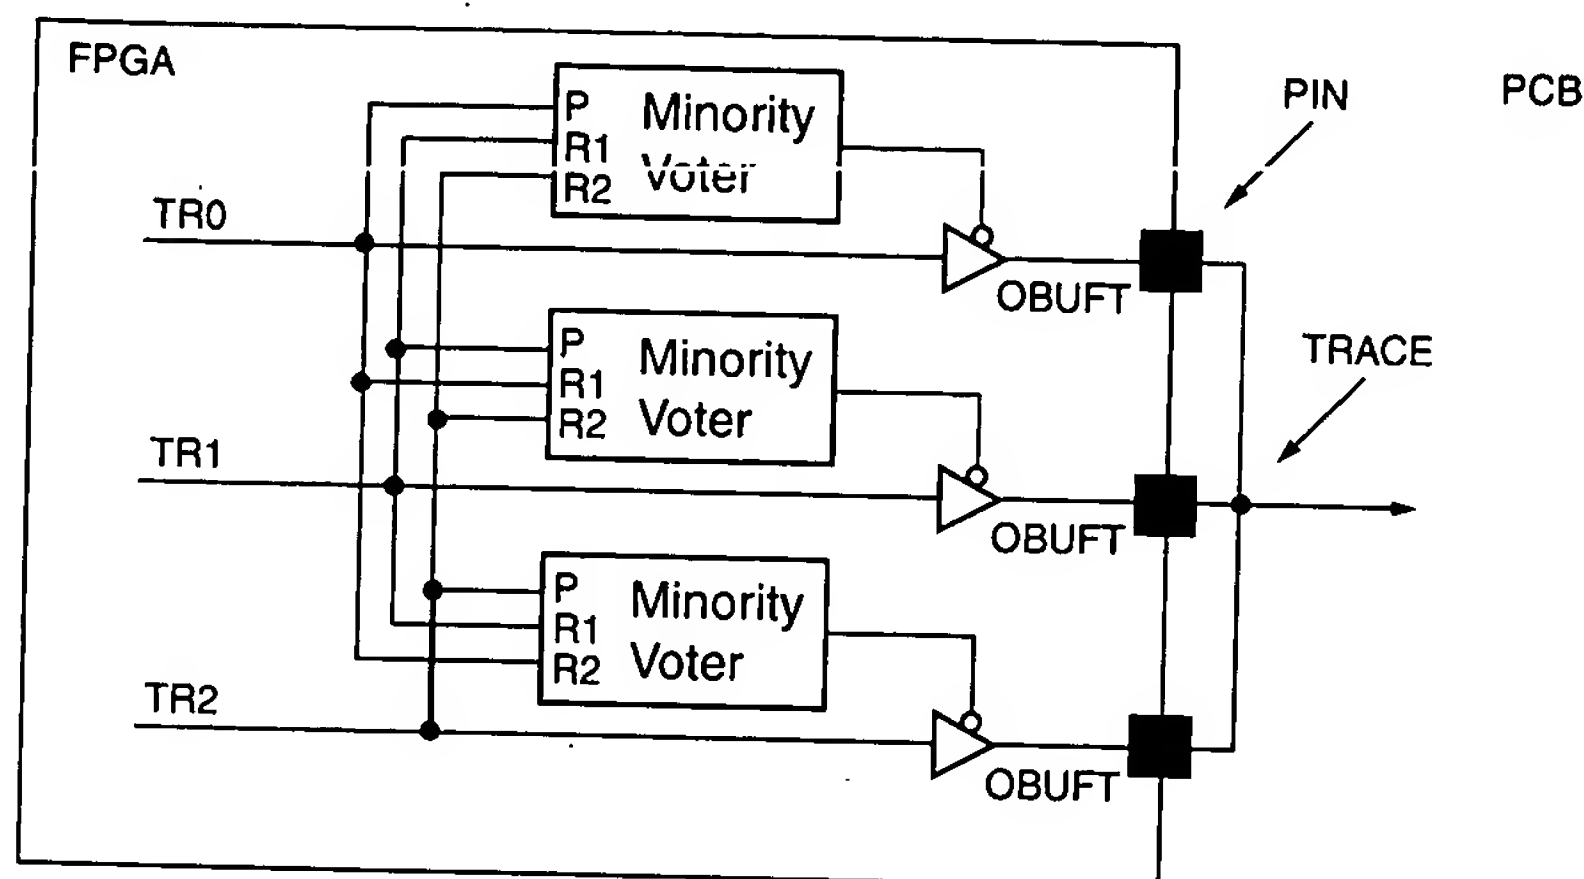 FPGA
PIN
PCB
P
R1
R2
Minority
Voter
TR0
OBUFT
TRACE
P
R1
R2
Minority
Voter
TR1
OBUFT
P
R1
R2
Minority
Voter
TR2
OBUFT